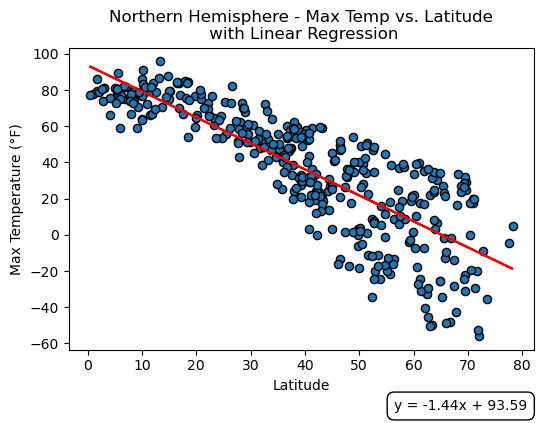 Northern Hemisphere - Max Temp vs. Latitude
with Linear Regression
100
80
60
40
20
0
−20
−40
−60
Max Temperature (°F)
0 10 20 30 40 50 60 70 80
Latitude
y = -1.44x + 93.59